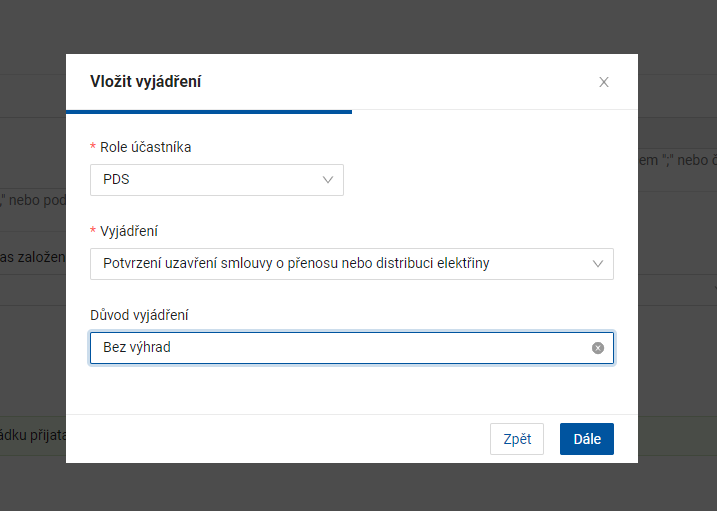 Vložit vyjádření
* Role účastníka
PDS
em ";" nebo č
" nebo pod
* Vyjádření
as založen
Potvrzení uzavření smlouvy o přenosu nebo distribuci elektřiny
Důvod vyjádření
Bez výhrad
ádku přijata
Zpět
Dále